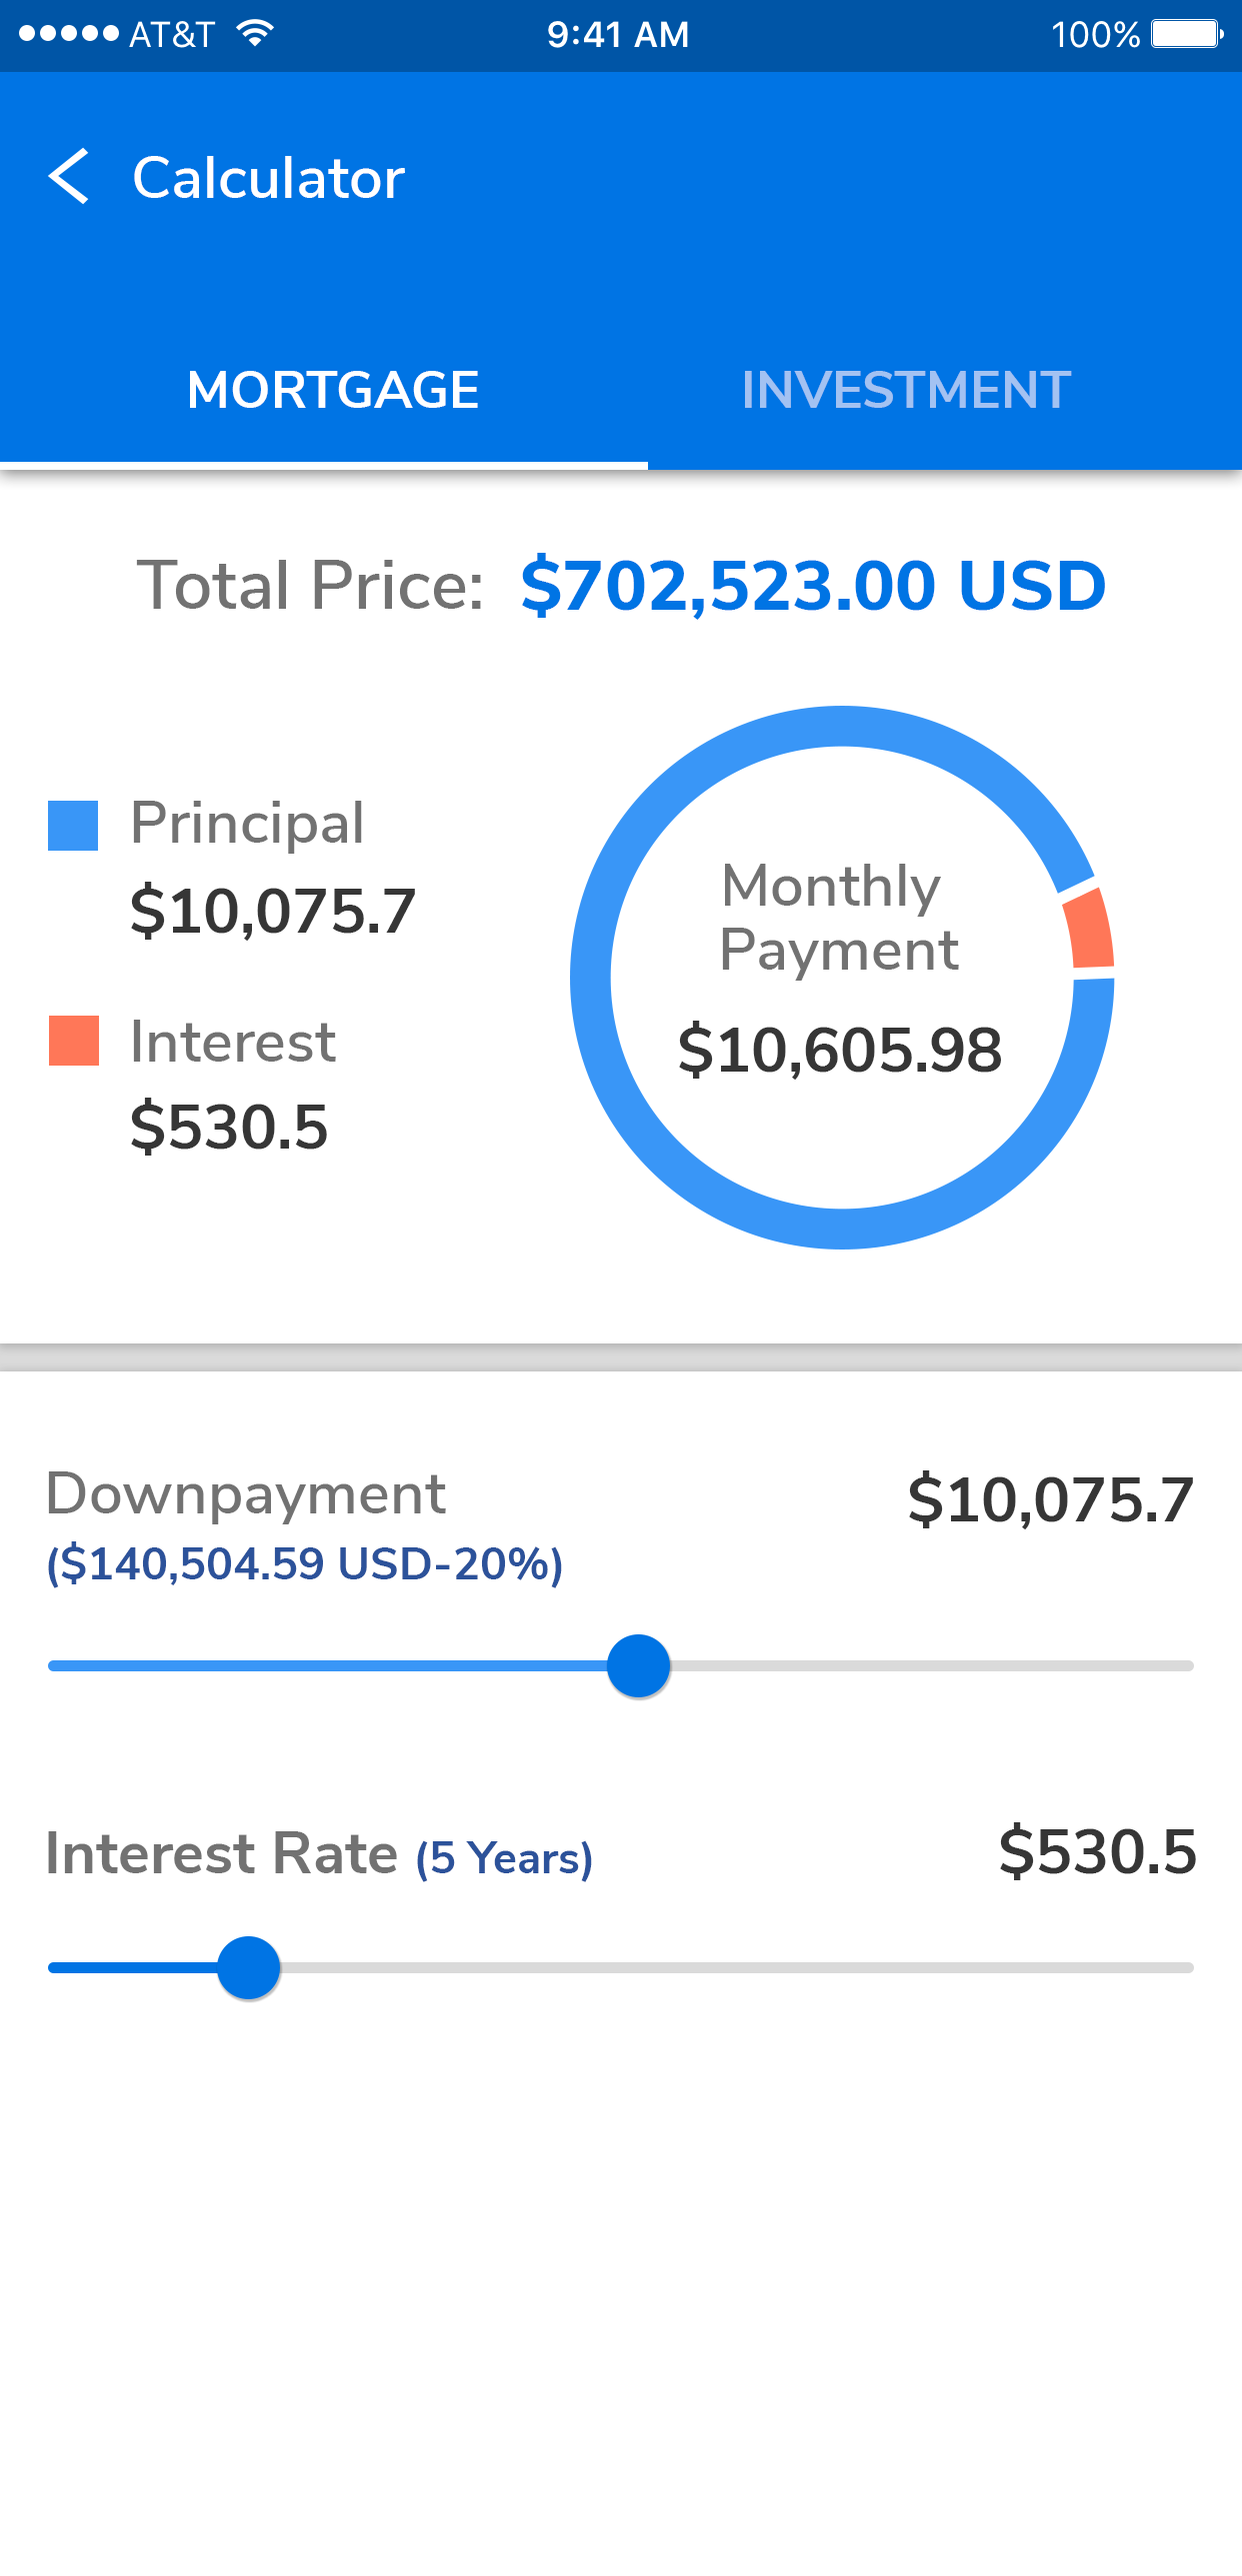 AT&T 9:41 AM 100%
Calculator
MORTGAGE INVESTMENT
Total Price: $702,523.00 USD
Principal
$10,075.7
Interest
$530.5
Monthly
Payment
$10,605.98
Downpayment $10,075.7
($140,504.59 USD-20%)
Interest Rate (5 Years) $530.5